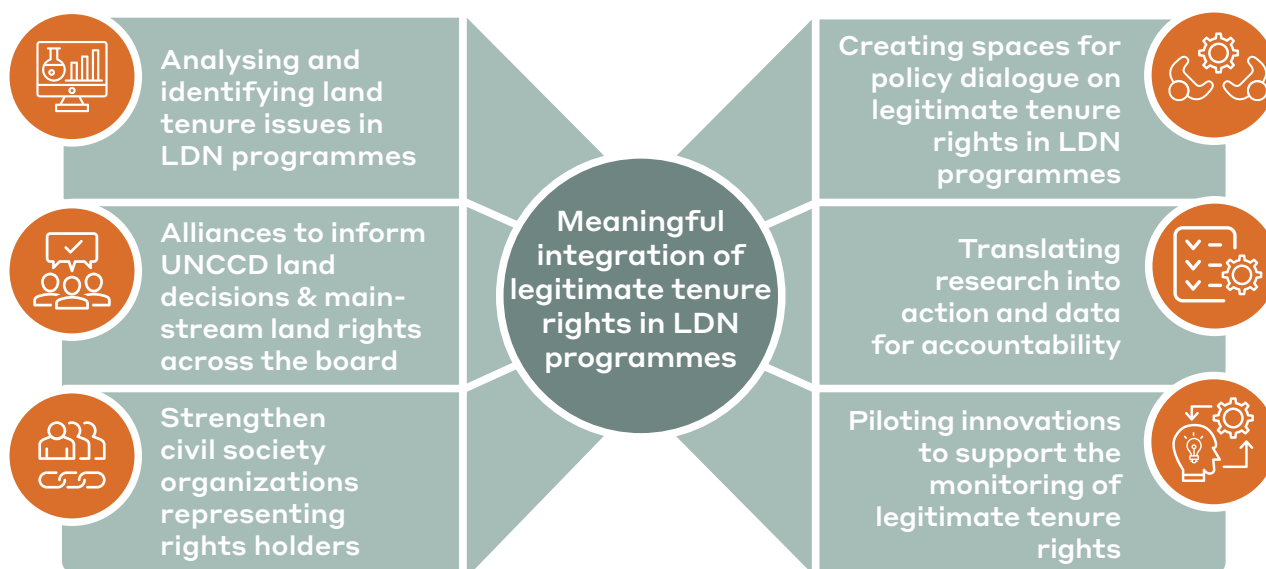 Analysing and
identifying land
tenure issues in
LDN programmes
Alliances to inform
UNCCD land
decisions & main-
stream land rights
across the board
Strengthen
civil society
organizations
representing
rights holders
Meaningful
integration of
legitimate tenure
rights in LDN
programmes
Creating spaces for
policy dialogue on
legitimate tenure
rights in LDN
programmes
Translating
research into
action and data
for accountability
Piloting innovations
to support the
monitoring of
legitimate tenure
rights